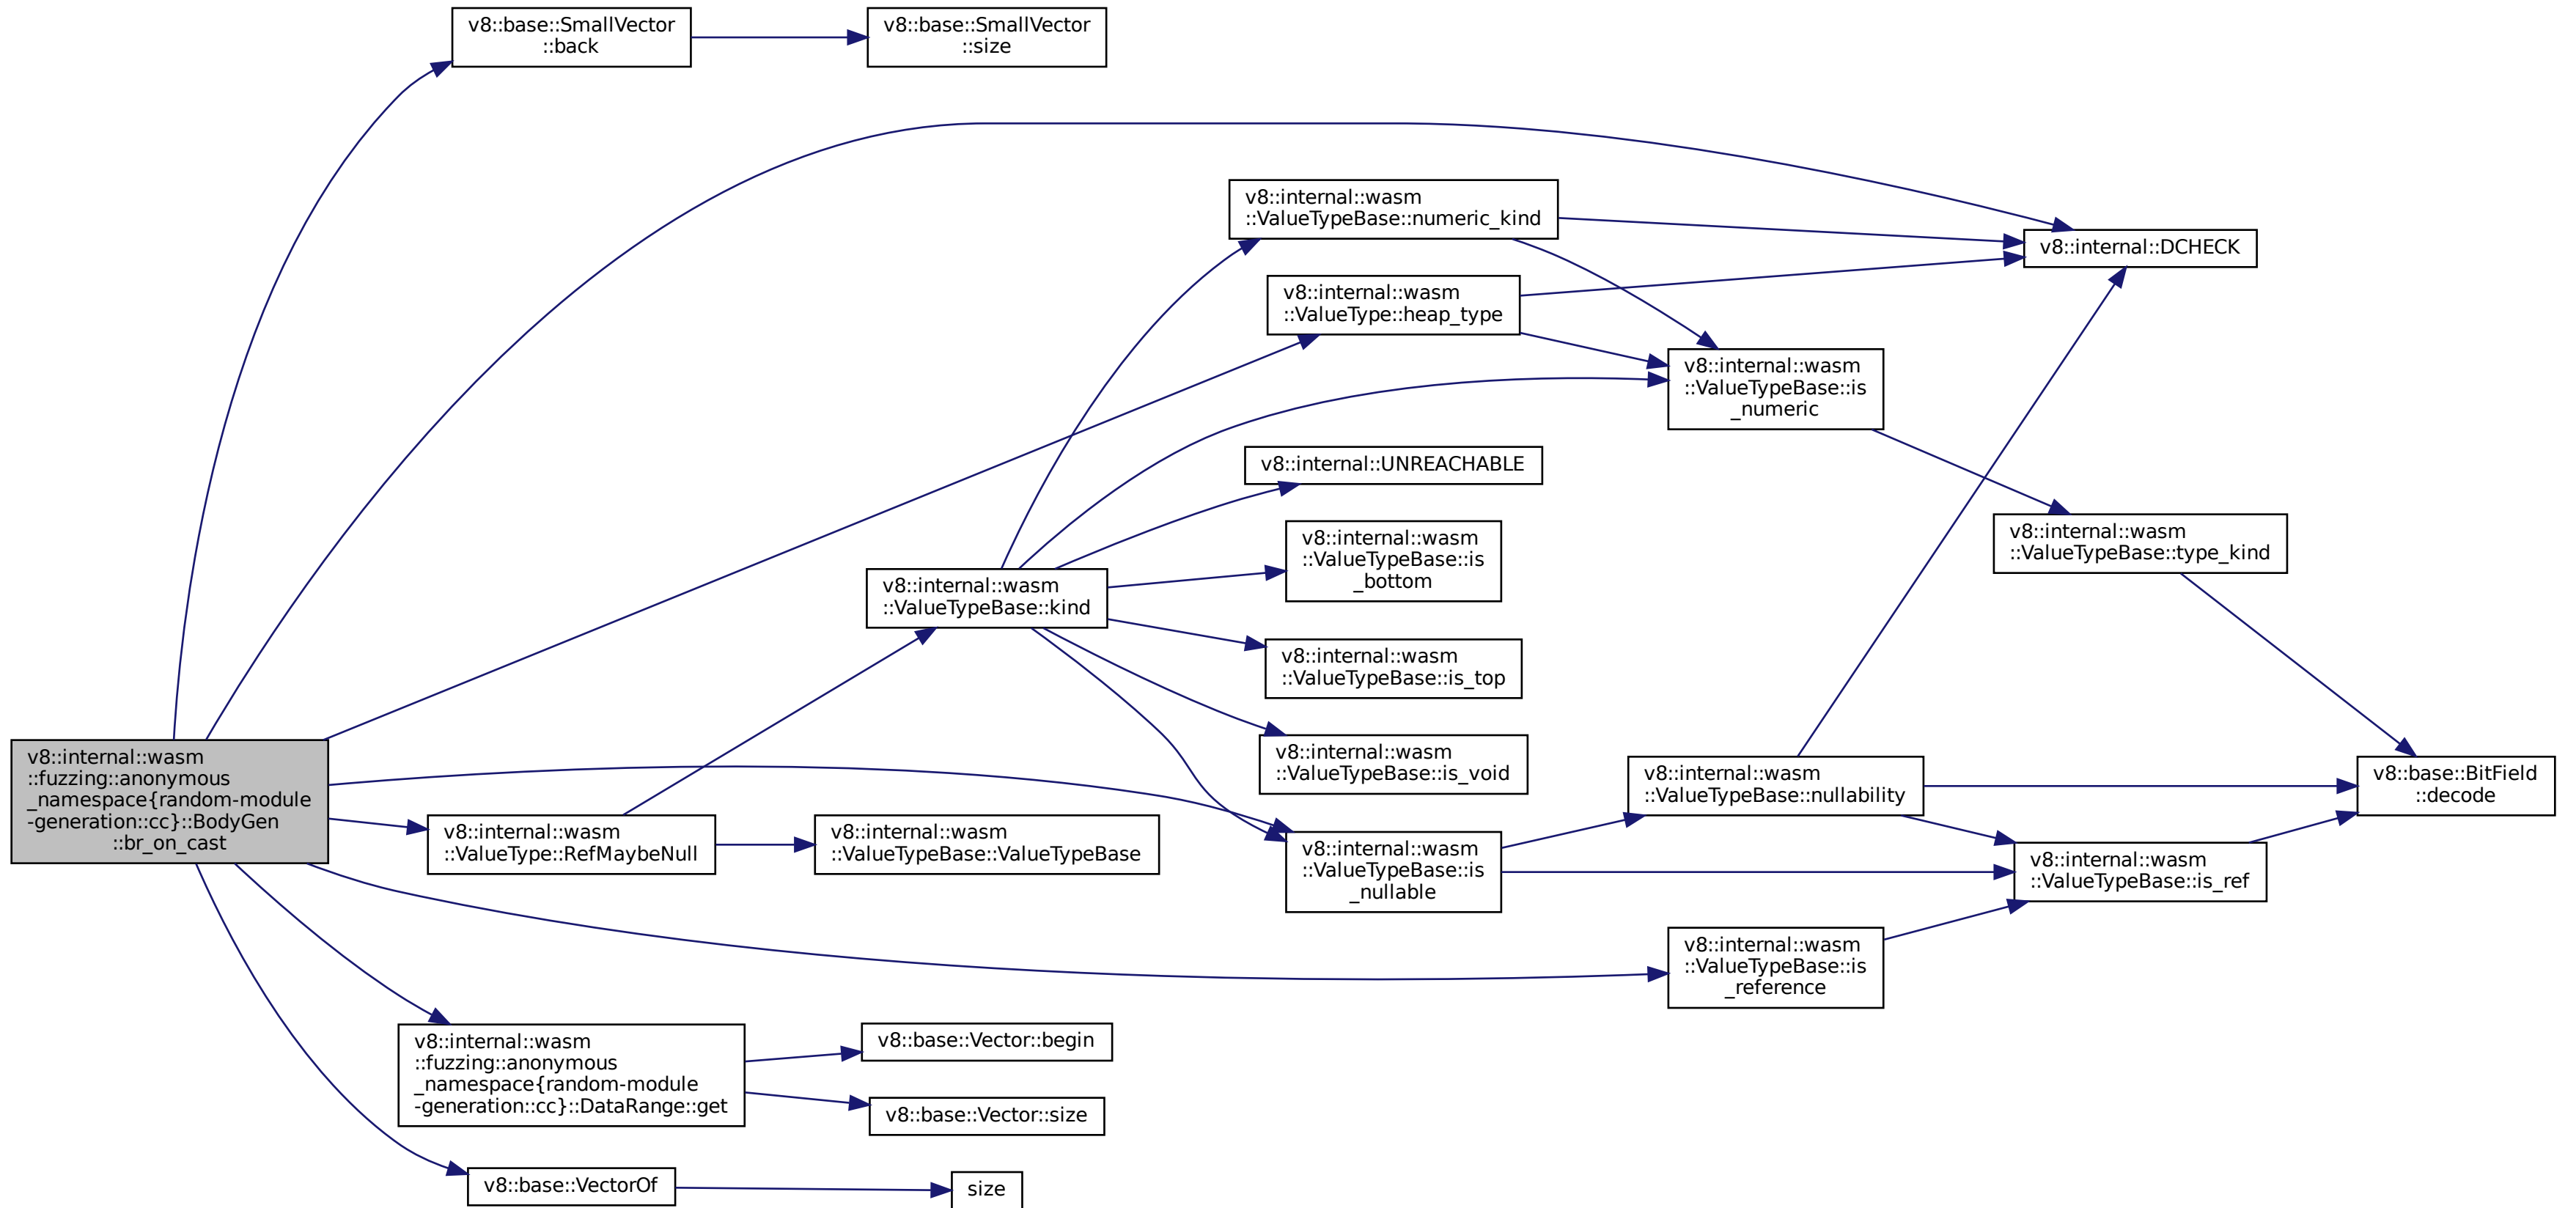 v8::base::SmallVector
::back
v8::base::SmallVector
::size
v8::internal::wasm
::ValueTypeBase::numeric_kind
v8::internal::DCHECK
v8::internal::wasm
::ValueType::heap_type
v8::internal::wasm
::ValueTypeBase::is
_numeric
v8::internal::UNREACHABLE
v8::internal::wasm
::ValueTypeBase::is
_bottom
v8::internal::wasm
::ValueTypeBase::type_kind
v8::internal::wasm
::ValueTypeBase::kind
v8::internal::wasm
::ValueTypeBase::is_top
v8::internal::wasm
::ValueTypeBase::is_void
v8::internal::wasm
::fuzzing::anonymous
_namespace{random-module
-generation::cc}::BodyGen
::br_on_cast
v8::internal::wasm
::ValueTypeBase::nullability
v8::base::BitField
::decode
v8::internal::wasm
::ValueType::RefMaybeNull
v8::internal::wasm
::ValueTypeBase::ValueTypeBase
v8::internal::wasm
::ValueTypeBase::is
_nullable
v8::internal::wasm
::ValueTypeBase::is_ref
v8::internal::wasm
::ValueTypeBase::is
_reference
v8::internal::wasm
::fuzzing::anonymous
_namespace{random-module
-generation::cc}::DataRange::get
v8::base::Vector::begin
v8::base::Vector::size
v8::base::VectorOf
size